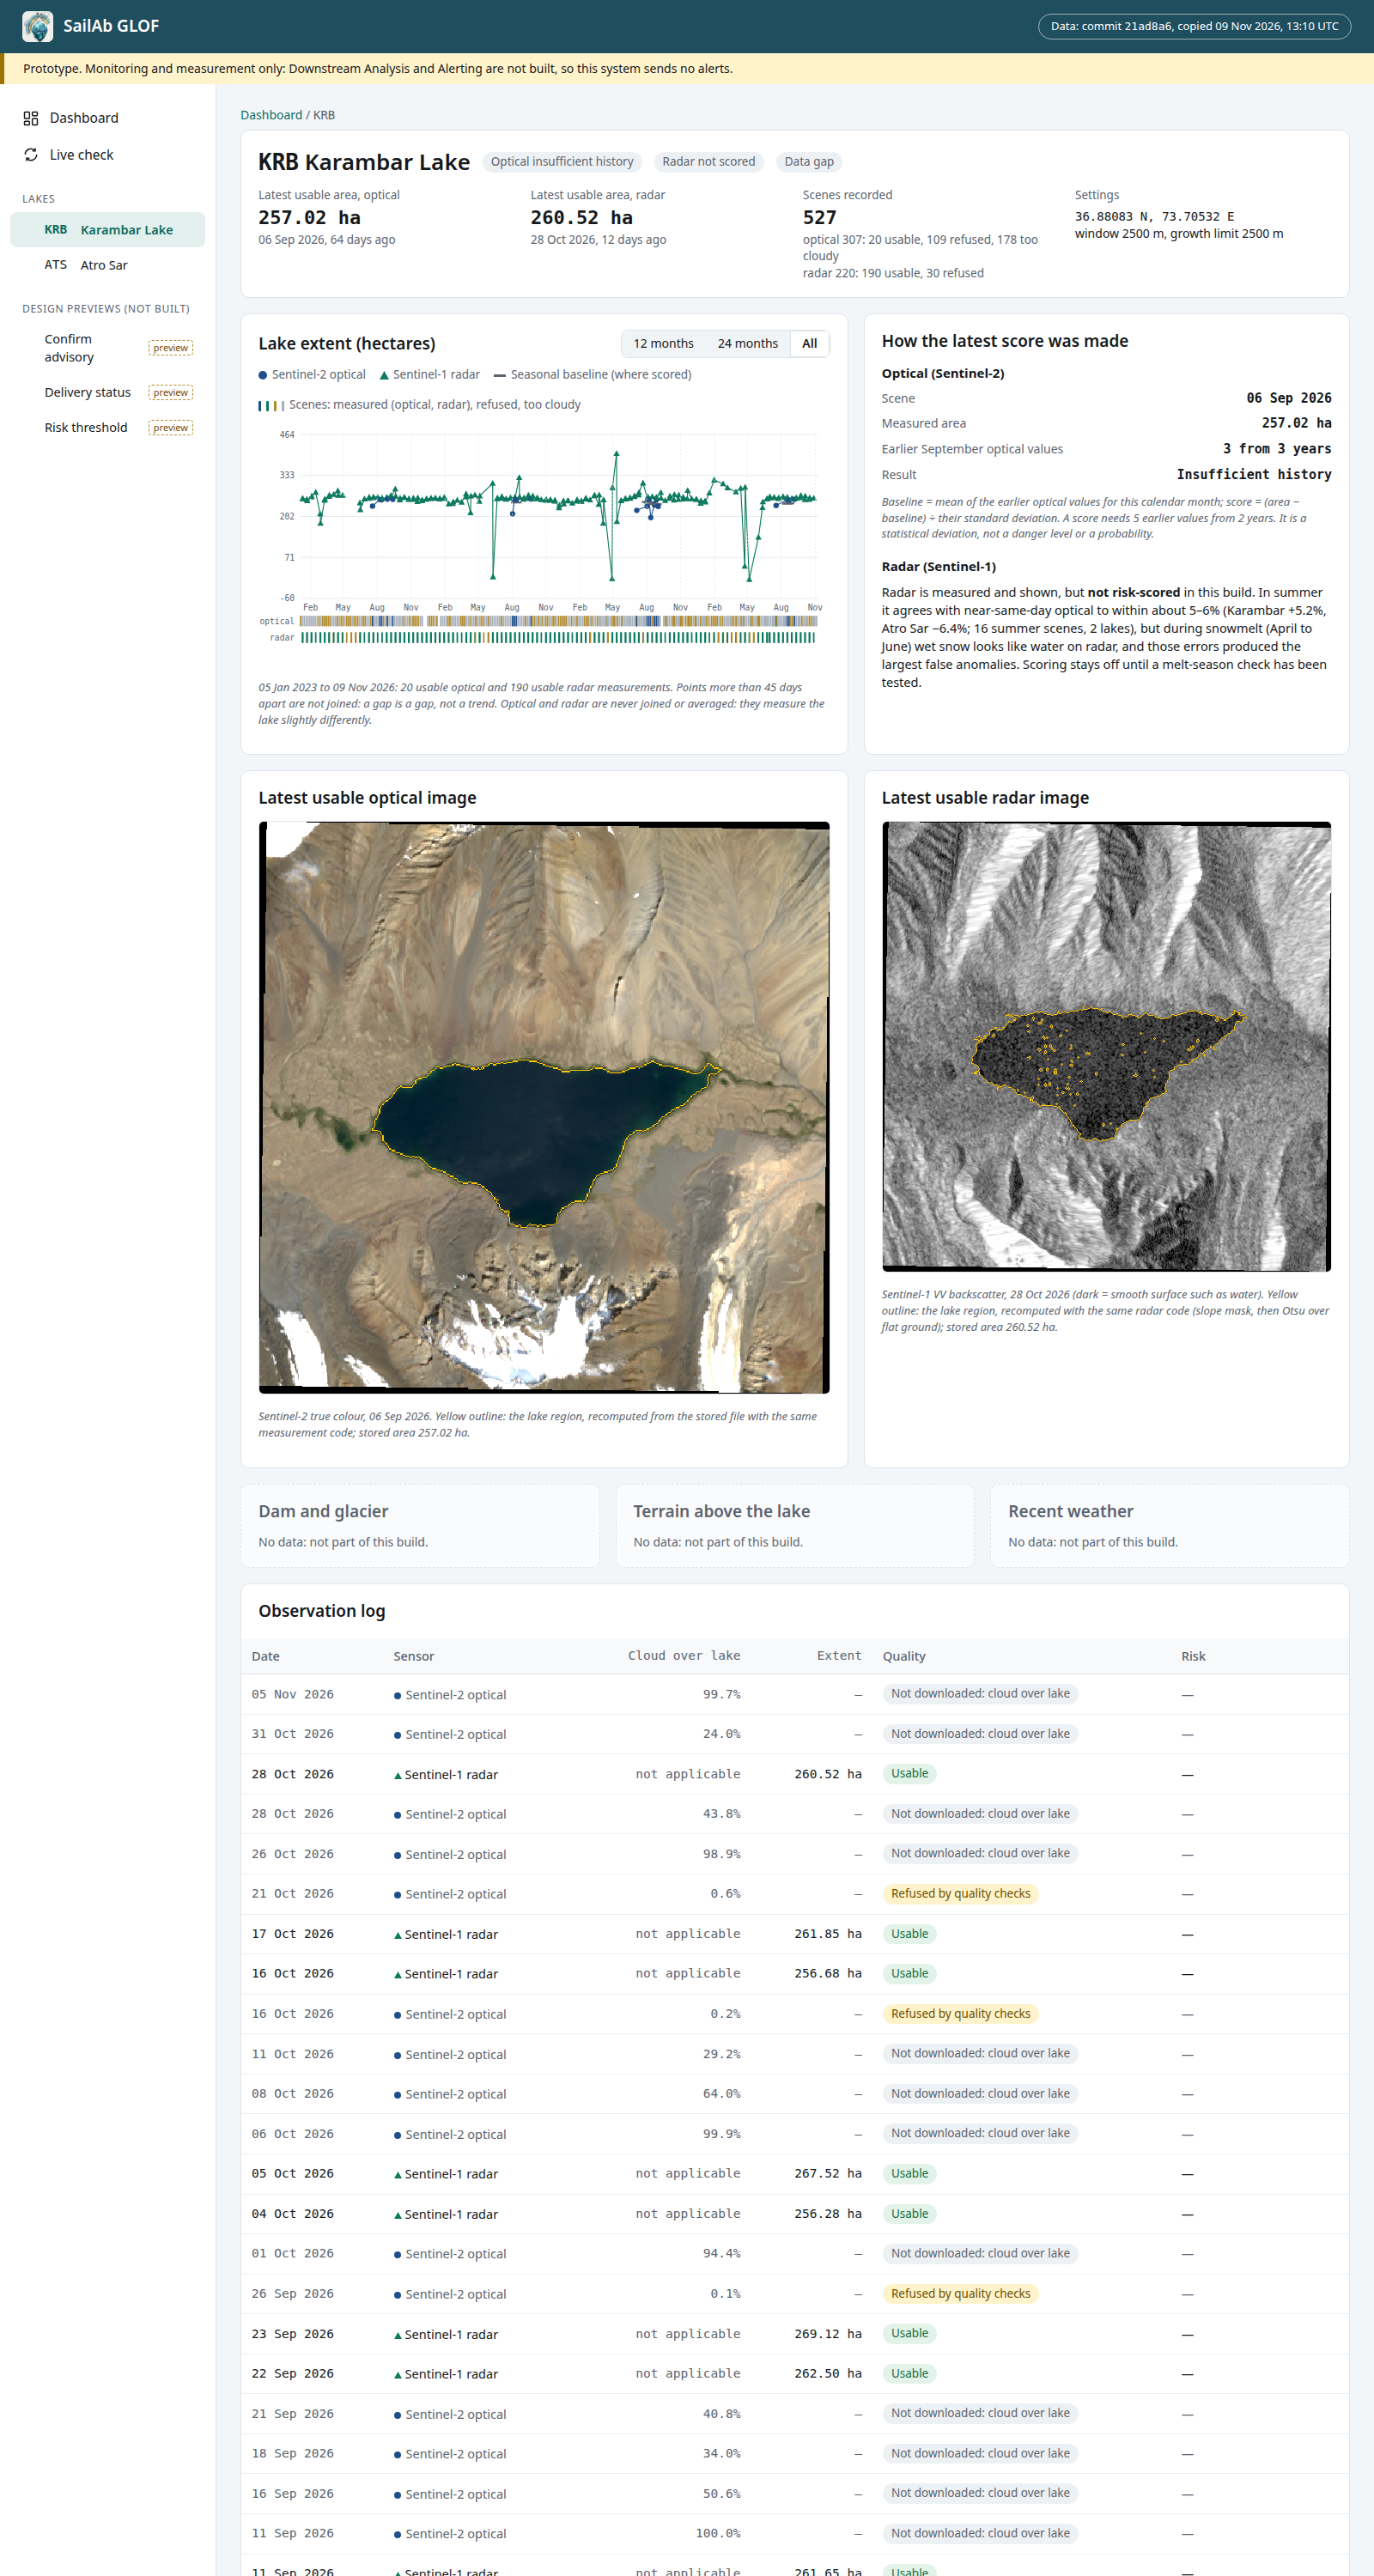 SailAb GLOF
Data: commit 21ad8a6, copied 09 Nov 2026, 13:10 UTC
Prototype. Monitoring and measurement only: Downstream Analysis and Alerting are not built, so this system sends no alerts.
Dashboard
Live check
LAKES
KRB Karambar Lake
ATS Atro Sar
DESIGN PREVIEWS (NOT BUILT)
Confirm
advisory
preview
Delivery status preview
Risk threshold preview
Dashboard / KRB
KRB Karambar Lake Optical insufficient history Radar not scored Data gap
Latest usable area, optical
257.02 ha
06 Sep 2026, 64 days ago
Latest usable area, radar
260.52 ha
28 Oct 2026, 12 days ago
Scenes recorded
527
optical 307: 20 usable, 109 refused, 178 too
cloudy
radar 220: 190 usable, 30 refused
Settings
36.88083 N, 73.70532 E
window 2500 m, growth limit 2500 m
Lake extent (hectares)
12 months 24 months All
Sentinel-2 optical Sentinel-1 radar Seasonal baseline (where scored)
Scenes: measured (optical, radar), refused, too cloudy
464
333
202
71
-60
Feb May Aug Nov Feb May Aug Nov Feb May Aug Nov Feb May Aug Nov
optical
radar
05 Jan 2023 to 09 Nov 2026: 20 usable optical and 190 usable radar measurements. Points more than 45 days
apart are not joined: a gap is a gap, not a trend. Optical and radar are never joined or averaged: they measure the
lake slightly differently.
How the latest score was made
Optical (Sentinel-2)
Scene 06 Sep 2026
Measured area 257.02 ha
Earlier September optical values 3 from 3 years
Result Insufficient history
Baseline = mean of the earlier optical values for this calendar month; score = (area −
baseline) ÷ their standard deviation. A score needs 5 earlier values from 2 years. It is a
statistical deviation, not a danger level or a probability.
Radar (Sentinel-1)
Radar is measured and shown, but not risk-scored in this build. In summer
it agrees with near-same-day optical to within about 5–6% (Karambar +5.2%,
Atro Sar −6.4%; 16 summer scenes, 2 lakes), but during snowmelt (April to
June) wet snow looks like water on radar, and those errors produced the
largest false anomalies. Scoring stays off until a melt-season check has been
tested.
Latest usable optical image
Sentinel-2 true colour, 06 Sep 2026. Yellow outline: the lake region, recomputed from the stored file with the same
measurement code; stored area 257.02 ha.
Latest usable radar image
Sentinel-1 VV backscatter, 28 Oct 2026 (dark = smooth surface such as water). Yellow
outline: the lake region, recomputed with the same radar code (slope mask, then Otsu over
flat ground); stored area 260.52 ha.
Dam and glacier
No data: not part of this build.
Terrain above the lake
No data: not part of this build.
Recent weather
No data: not part of this build.
Observation log
Date Sensor Cloud over lake Extent Quality Risk
05 Nov 2026 Sentinel-2 optical 99.7% — Not downloaded: cloud over lake —
31 Oct 2026 Sentinel-2 optical 24.0% — Not downloaded: cloud over lake —
28 Oct 2026 Sentinel-1 radar not applicable 260.52 ha Usable —
28 Oct 2026 Sentinel-2 optical 43.8% — Not downloaded: cloud over lake —
26 Oct 2026 Sentinel-2 optical 98.9% — Not downloaded: cloud over lake —
21 Oct 2026 Sentinel-2 optical 0.6% — Refused by quality checks —
17 Oct 2026 Sentinel-1 radar not applicable 261.85 ha Usable —
16 Oct 2026 Sentinel-1 radar not applicable 256.68 ha Usable —
16 Oct 2026 Sentinel-2 optical 0.2% — Refused by quality checks —
11 Oct 2026 Sentinel-2 optical 29.2% — Not downloaded: cloud over lake —
08 Oct 2026 Sentinel-2 optical 64.0% — Not downloaded: cloud over lake —
06 Oct 2026 Sentinel-2 optical 99.9% — Not downloaded: cloud over lake —
05 Oct 2026 Sentinel-1 radar not applicable 267.52 ha Usable —
04 Oct 2026 Sentinel-1 radar not applicable 256.28 ha Usable —
01 Oct 2026 Sentinel-2 optical 94.4% — Not downloaded: cloud over lake —
26 Sep 2026 Sentinel-2 optical 0.1% — Refused by quality checks —
23 Sep 2026 Sentinel-1 radar not applicable 269.12 ha Usable —
22 Sep 2026 Sentinel-1 radar not applicable 262.50 ha Usable —
21 Sep 2026 Sentinel-2 optical 40.8% — Not downloaded: cloud over lake —
18 Sep 2026 Sentinel-2 optical 34.0% — Not downloaded: cloud over lake —
16 Sep 2026 Sentinel-2 optical 50.6% — Not downloaded: cloud over lake —
11 Sep 2026 Sentinel-2 optical 100.0% — Not downloaded: cloud over lake —
11 Sep 2026 Sentinel-1 radar not applicable 261.65 ha Usable —